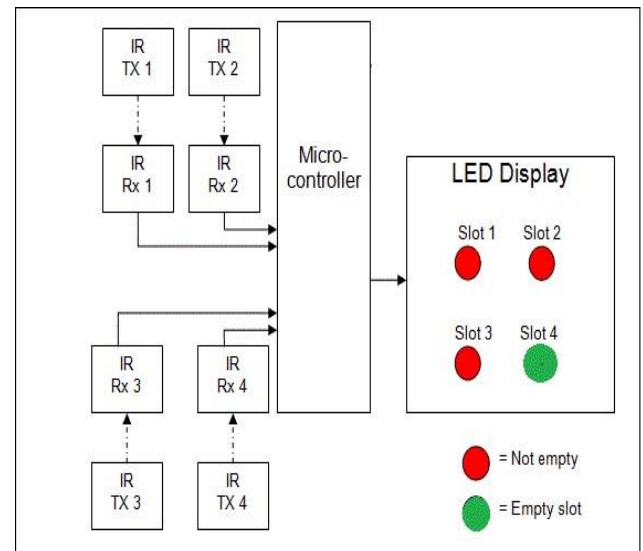 IR
TX 1
IR
TX 2
IR
Rx 1
IR
Rx 2
Micro-
controller
LED Display
Slot 1
Slot 2
Slot 3
Slot 4
IR
Rx 3
IR
Rx 4
IR
TX 3
IR
TX 4
= Not empty
= Empty slot